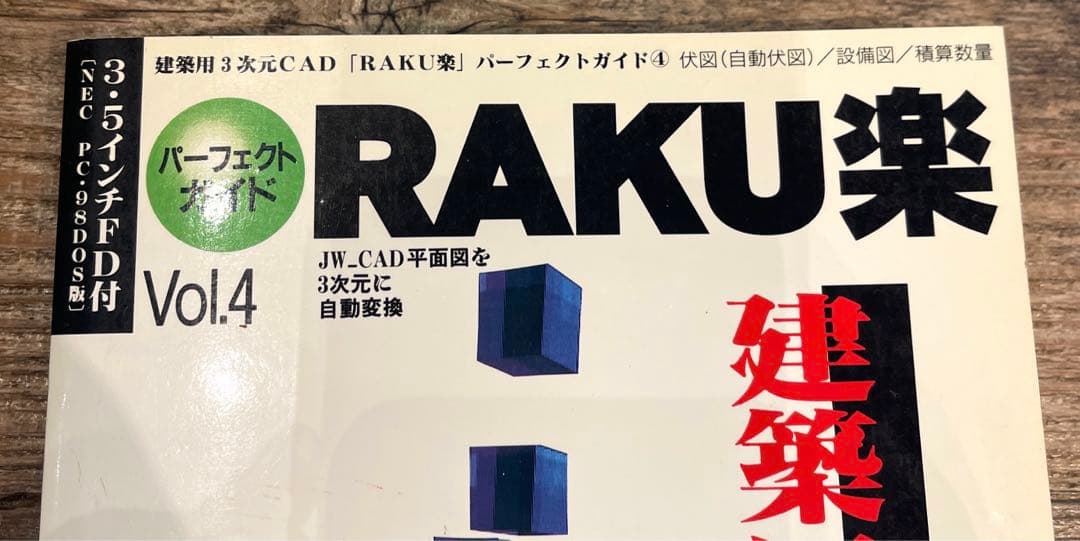 建築用3次元CAD「RAKU楽」パーフェクトガイド④ 伏図(自動伏図)/設備図/積算数量
3・5インチFD付
〔NEC PC・98DOS版〕
パーフェクト
ガイド
RAKU楽
Vol.4
JW_CAD平面図を
3次元に
自動変換
建築